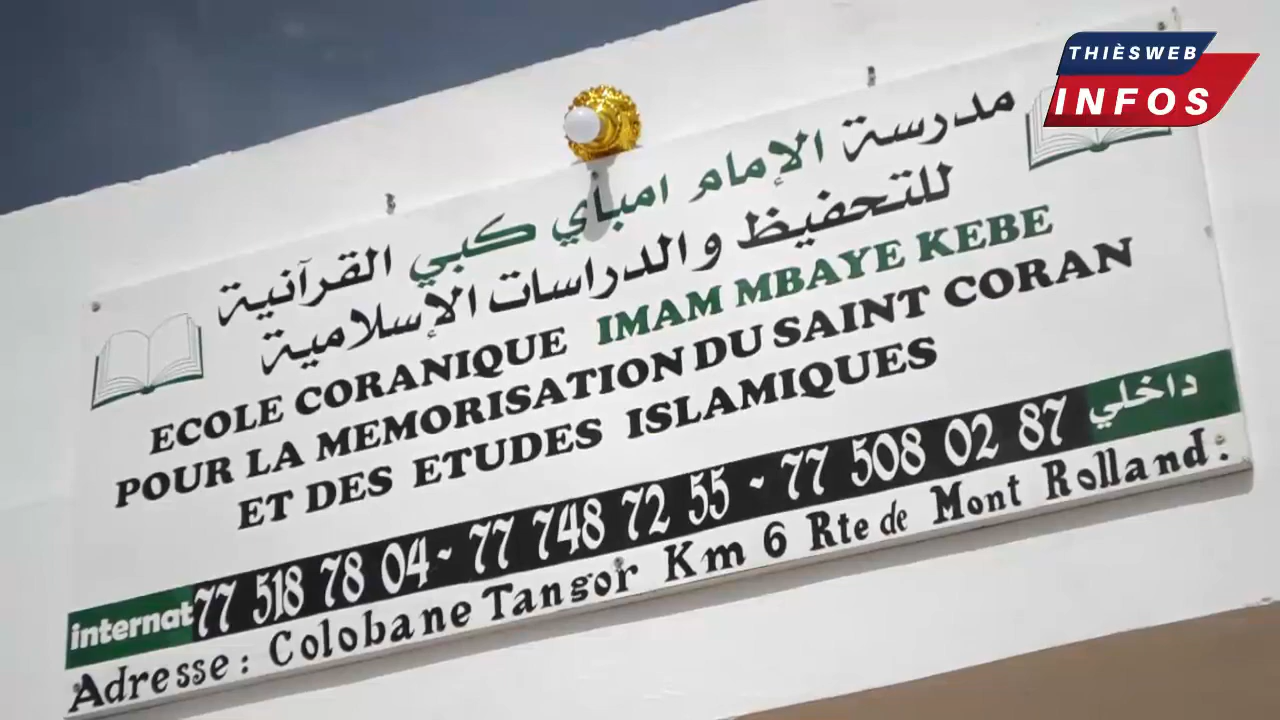 THIÈSWEB
INFOS
مدرسة الإمام امباي كبي القرآنية
للتحفيظ والدراسات الإسلامية
ECOLE CORANIQUE IMAM MBAYE KEBE
POUR LA MEMORISATION DU SAINT CORAN
ET DES ETUDES ISLAMIQUES
internat 77 518 78 04 - 77 748 72 55 - 77 508 02 87 داخلي
Adresse : Colobane Tangor Km 6 Rte de Mont Rolland :